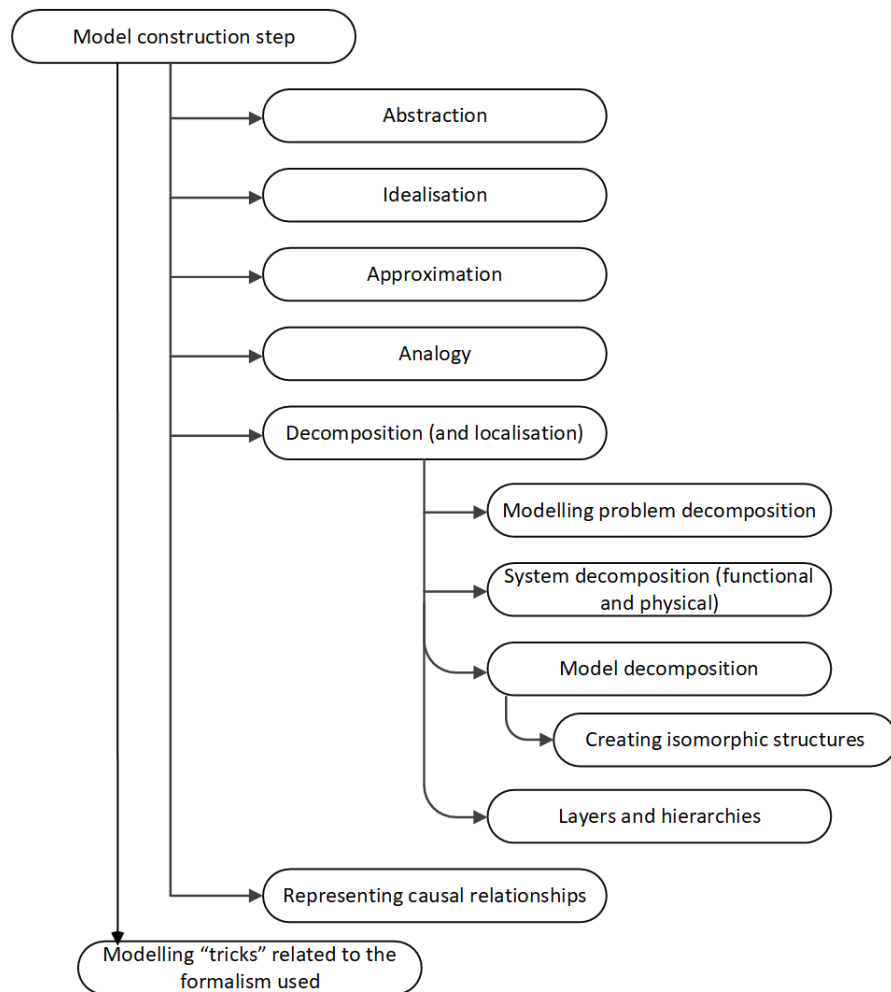 Model construction step
Abstraction
Idealisation
Approximation
Analogy
Decomposition (and localisation)
Modelling problem decomposition
System decomposition (functional
and physical)
Model decomposition
Creating isomorphic structures
Layers and hierarchies
Representing causal relationships
Modelling “tricks” related to the
formalism used